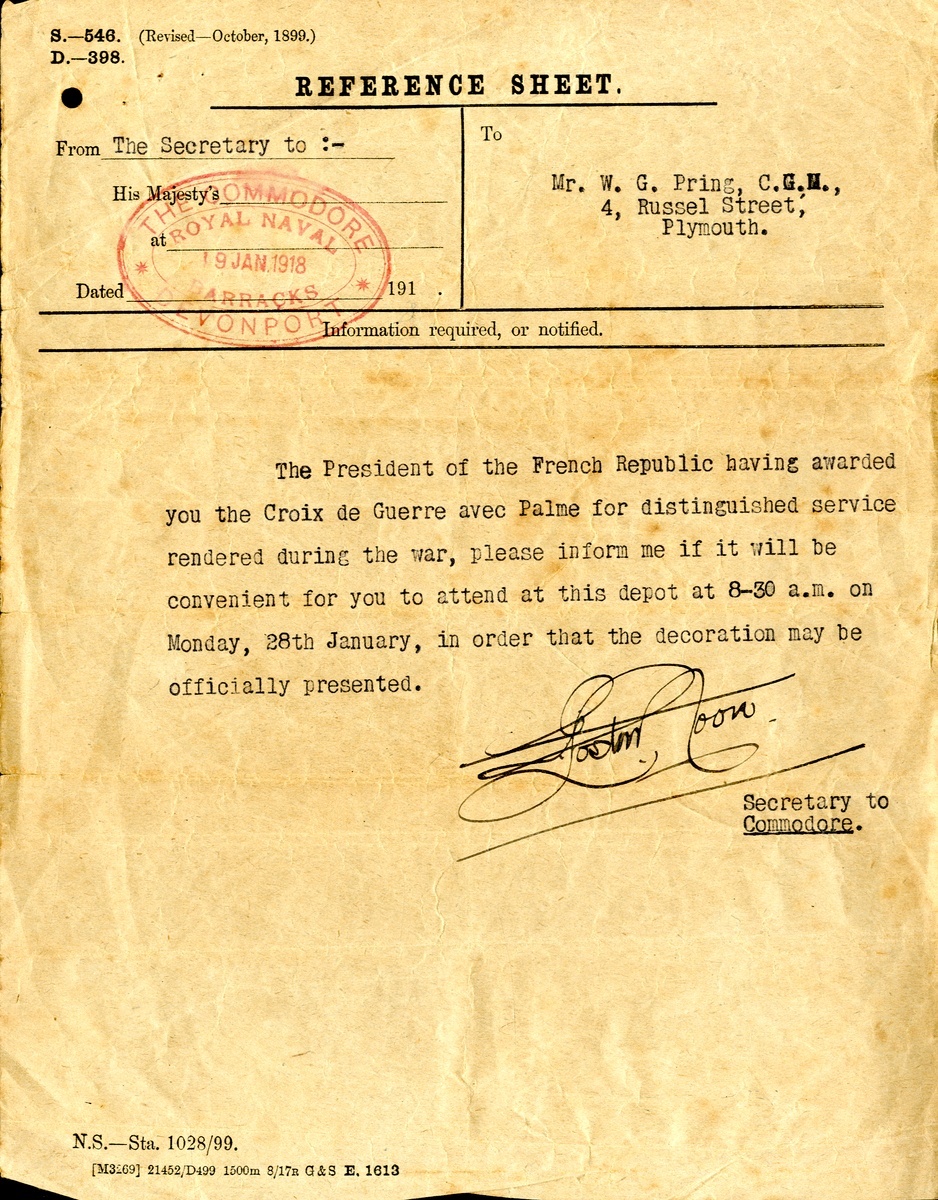 S.—546. (Revised—October, 1899.)
D.—398.
REFERENCE SHEET.
From The Secretary to :-
His Majesty's
at
Dated 191 .
THE COMMODORE
ROYAL NAVAL
19 JAN.1918
BARRACKS
DEVONPORT
To
Mr. W. G. Pring, C.G.M.,
4, Russel Street,
Plymouth.
Information required, or notified.
The President of the French Republic having awarded
you the Croix de Guerre avec Palme for distinguished service
rendered during the war, please inform me if it will be
convenient for you to attend at this depot at 8-30 a.m. on
Monday, 28th January, in order that the decoration may be
officially presented.
Secretary to
Commodore.
N.S.—Sta. 1028/99.
21452/D499 1500m 8/17R G & S E. 1613